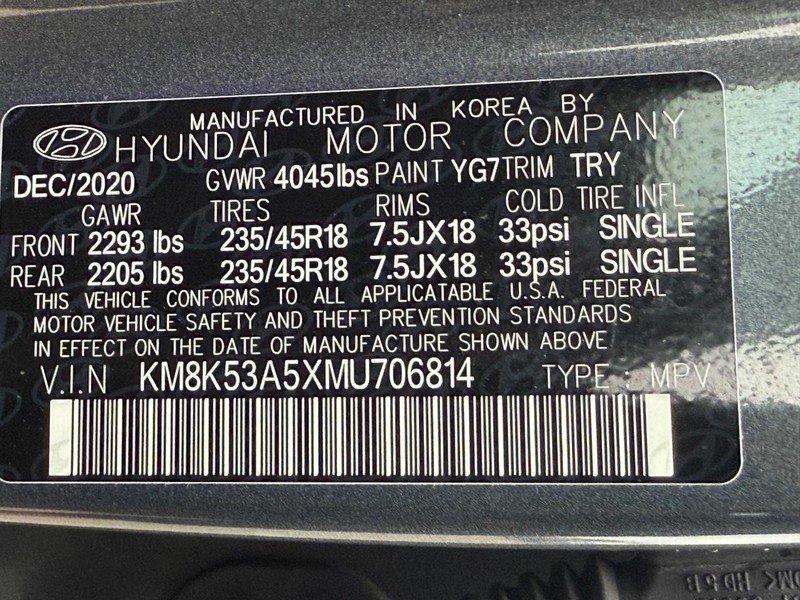 MANUFACTURED IN KOREA BY
HYUNDAI MOTOR COMPANY
DEC/2020 GVWR 4045lbs PAINT YG7 TRIM TRY
GAWR TIRES RIMS COLD TIRE INFL
FRONT 2293 lbs 235/45R18 7.5JX18 33psi SINGLE
REAR 2205 lbs 235/45R18 7.5JX18 33psi SINGLE
THIS VEHICLE CONFORMS TO ALL APPLICATABLE U.S.A. FEDERAL
MOTOR VEHICLE SAFETY AND THEFT PREVENTION STANDARDS
IN EFFECT ON THE DATE OF MANUFACTURE SHOWN ABOVE
V.I.N KM8K53A5XMU706814 TYPE : MPV